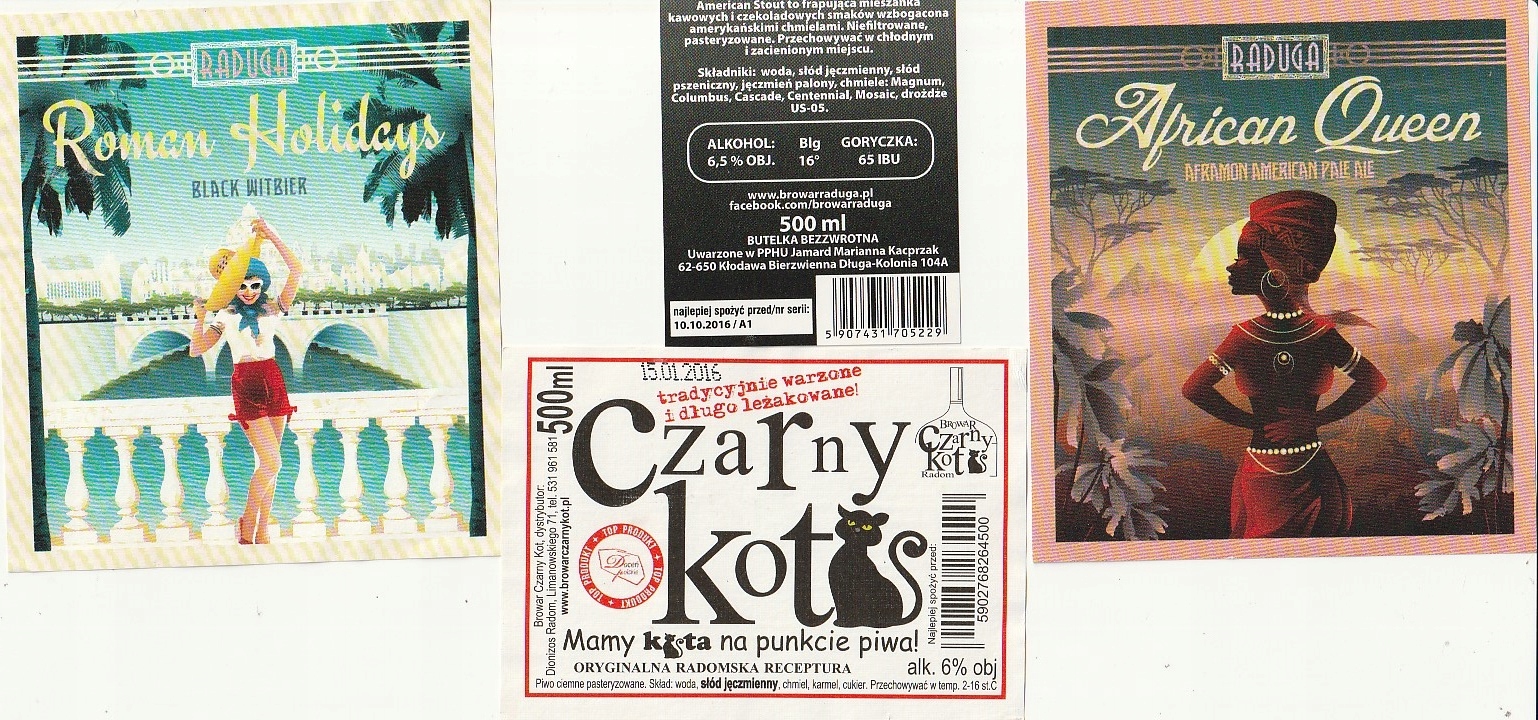 RADUGA
Roman Holidays
BLACK WITBIER
American Stout to frapująca mieszanka
kawowych i czekoladowych smaków wzbogacona
amerykańskimi chmielami. Niefiltrowane,
pasteryzowane. Przechowywać w chłodnym
i zacienionym miejscu.
Składniki: woda, słód jęczmienny, słód
pszeniczny, jęczmień palony, chmiele: Magnum,
Columbus, Cascade, Centennial, Mosaic, drożdże
US-05.
ALKOHOL: Blg GORYCZKA:
6,5 % OBJ. 16° 65 IBU
www.browarraduga.pl
facebook.com/browarraduga
500 ml
BUTELKA BEZZWROTNA
Uwarzone w PPHU Jamard Marianna Kacprzak
62-650 Kłodawa Bierzwienna Długa-Kolonia 104A
najlepiej spożyć przed/nr serii:
10.10.2016 / A1
5 907431 705229
RADUGA
African Queen
AFRAMON AMERICAN PALE ALE
15.01.2016
tradycyjnie warzone
i długo leżakowane!
500ml
Czarny
kot
BROWAR
Czarny
kot
Radom
Browar Czarny Kot, dystrybutor:
Dionizos Radom, Limanowskiego 71, tel. 531 961 581
www.browarczarnykot.pl
TOP PRODUKT + TOP PRODUKT + TOP PRODUKT +
Doceń
polskie
Najlepiej spożyć przed:
5902768264500
Mamy kota na punkcie piwa!
ORYGINALNA RADOMSKA RECEPTURA
alk. 6% obj
Piwo ciemne pasteryzowane. Skład: woda, słód jęczmienny, chmiel, karmel, cukier. Przechowywać w temp. 2-16 st.C